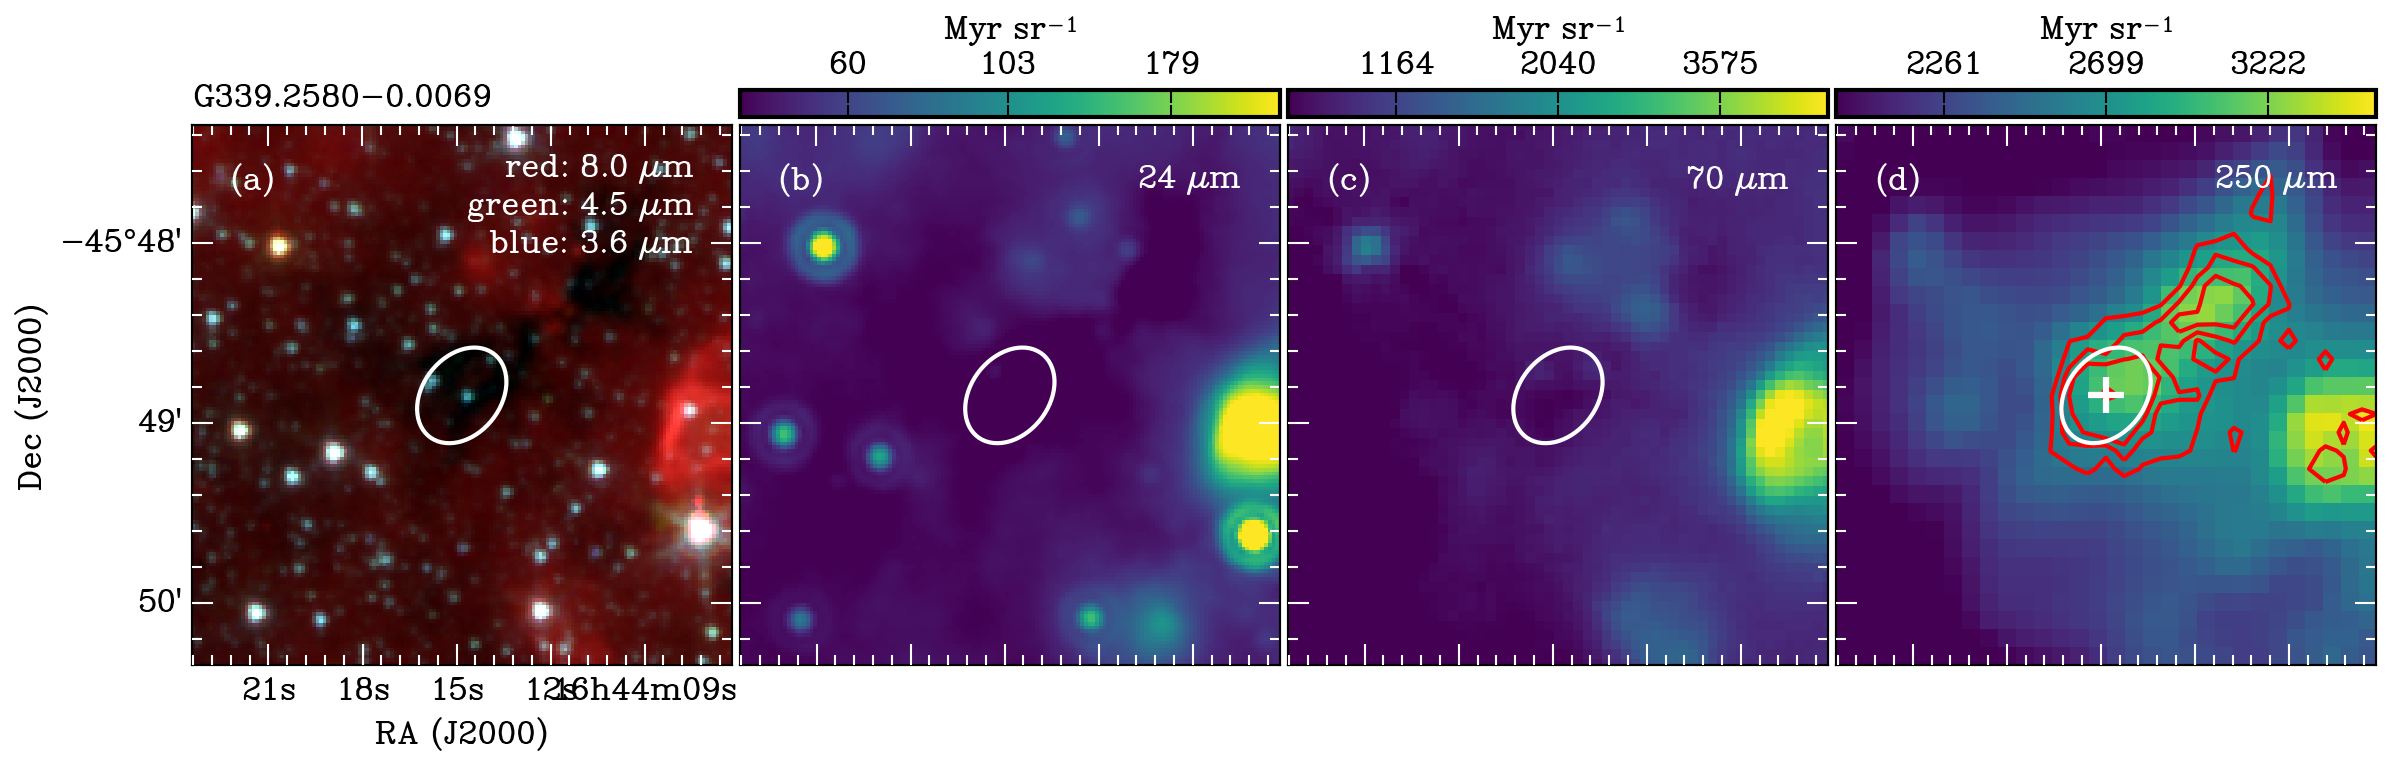 Myr sr⁻¹
60 103 179
Myr sr⁻¹
1164 2040 3575
Myr sr⁻¹
2261 2699 3222
G339.2580−0.0069
(a)
red: 8.0 μm
green: 4.5 μm
blue: 3.6 μm
(b)
24 μm
(c)
70 μm
(d)
250 μm
Dec (J2000)
−45°48'
49'
50'
21s 18s 15s 12s 16h44m09s
RA (J2000)